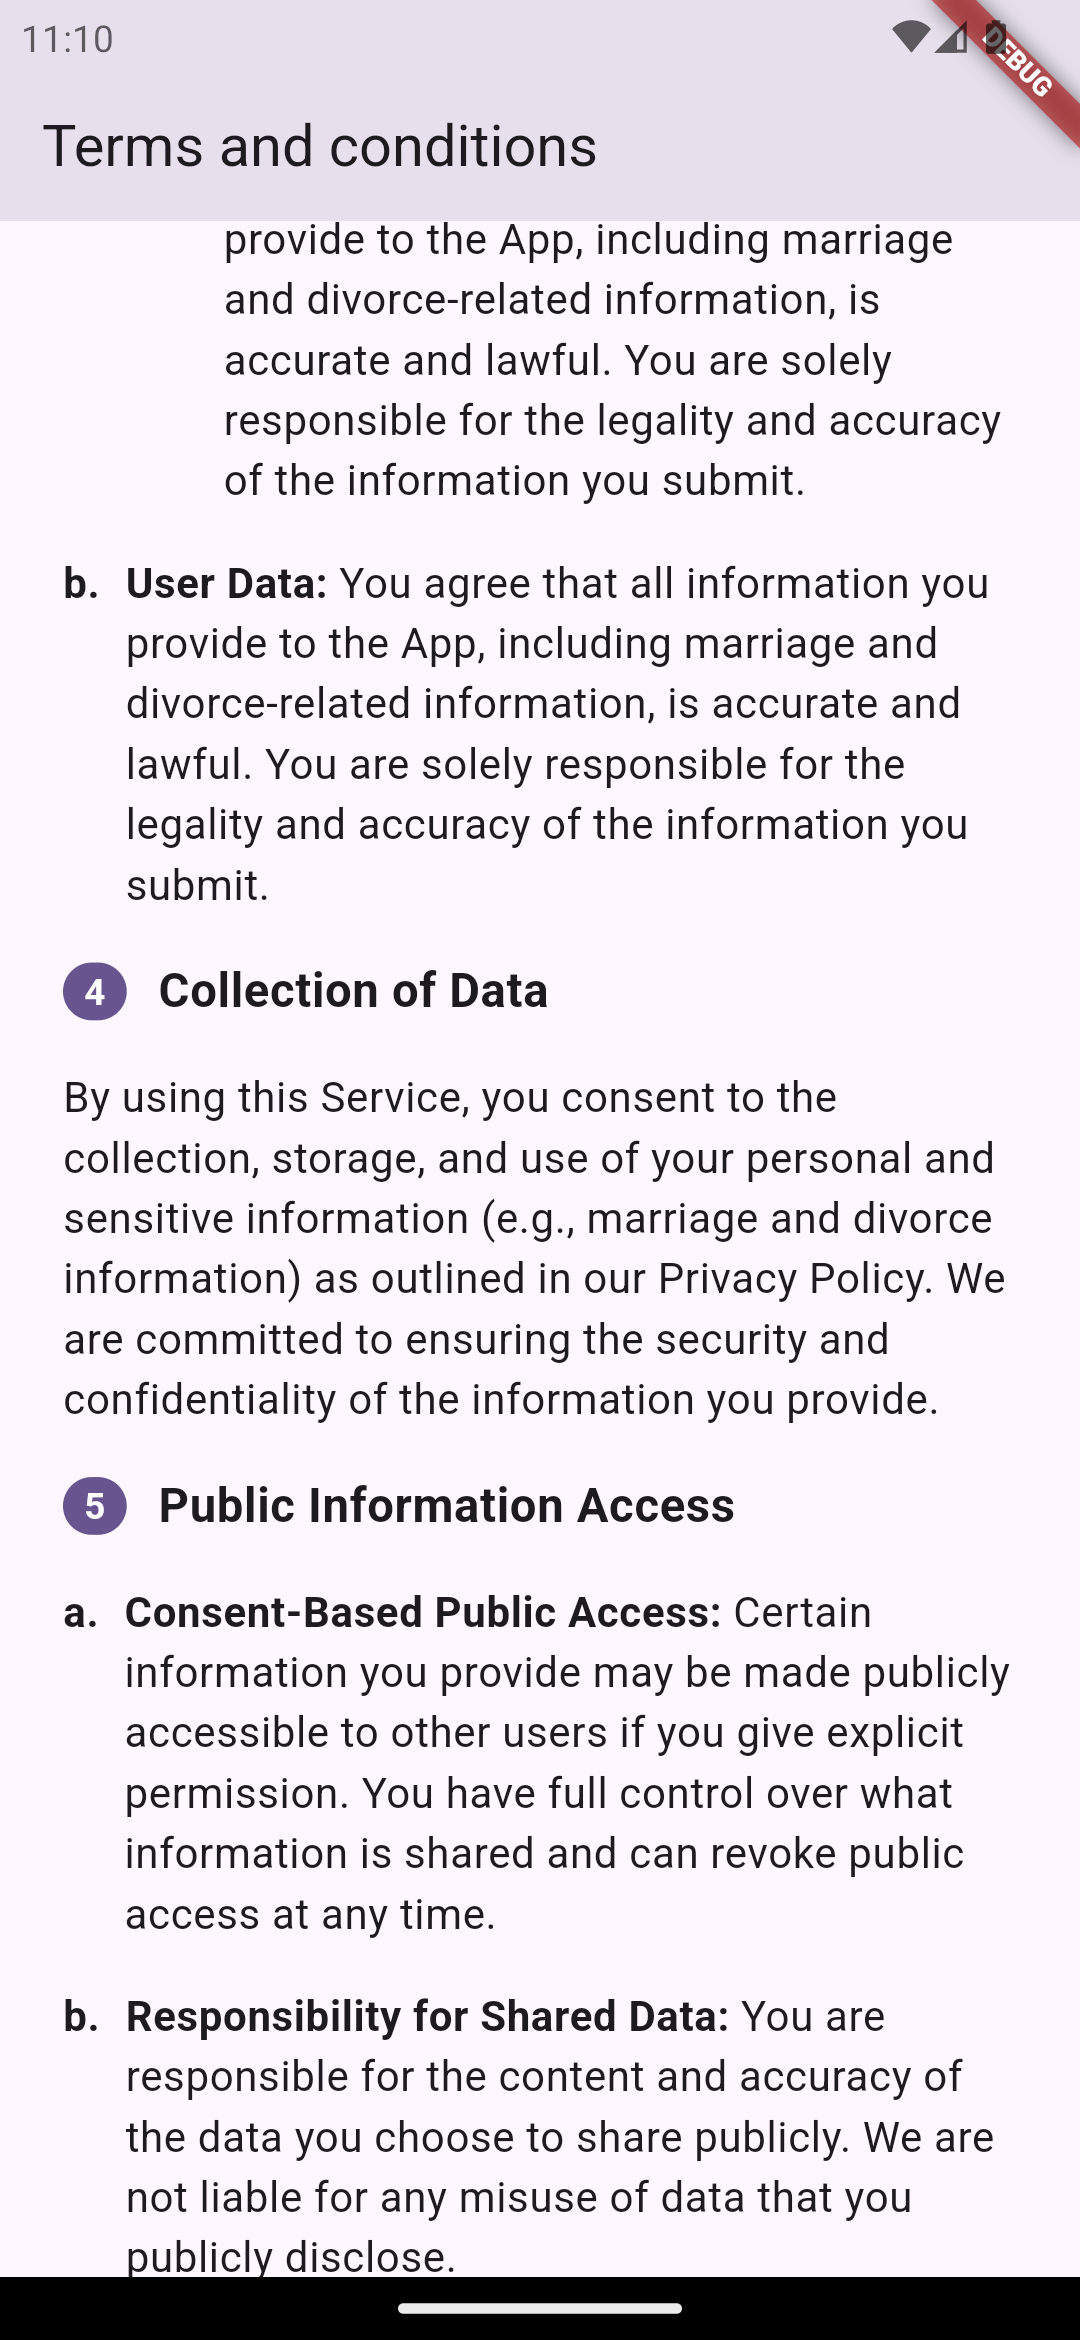 11:10
DEBUG
Terms and conditions
provide to the App, including marriage
and divorce-related information, is
accurate and lawful. You are solely
responsible for the legality and accuracy
of the information you submit.
b. User Data: You agree that all information you
provide to the App, including marriage and
divorce-related information, is accurate and
lawful. You are solely responsible for the
legality and accuracy of the information you
submit.
4 Collection of Data
By using this Service, you consent to the
collection, storage, and use of your personal and
sensitive information (e.g., marriage and divorce
information) as outlined in our Privacy Policy. We
are committed to ensuring the security and
confidentiality of the information you provide.
5 Public Information Access
a. Consent-Based Public Access: Certain
information you provide may be made publicly
accessible to other users if you give explicit
permission. You have full control over what
information is shared and can revoke public
access at any time.
b. Responsibility for Shared Data: You are
responsible for the content and accuracy of
the data you choose to share publicly. We are
not liable for any misuse of data that you
publicly disclose.